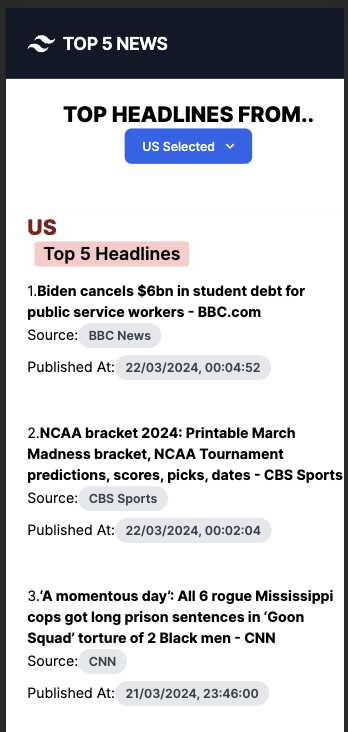 TOP 5 NEWS
TOP HEADLINES FROM..
US Selected
US
Top 5 Headlines
1.Biden cancels $6bn in student debt for
public service workers - BBC.com
Source: BBC News
Published At: 22/03/2024, 00:04:52
2.NCAA bracket 2024: Printable March
Madness bracket, NCAA Tournament
predictions, scores, picks, dates - CBS Sports
Source: CBS Sports
Published At: 22/03/2024, 00:02:04
3.‘A momentous day’: All 6 rogue Mississippi
cops got long prison sentences in ‘Goon
Squad’ torture of 2 Black men - CNN
Source: CNN
Published At: 21/03/2024, 23:46:00